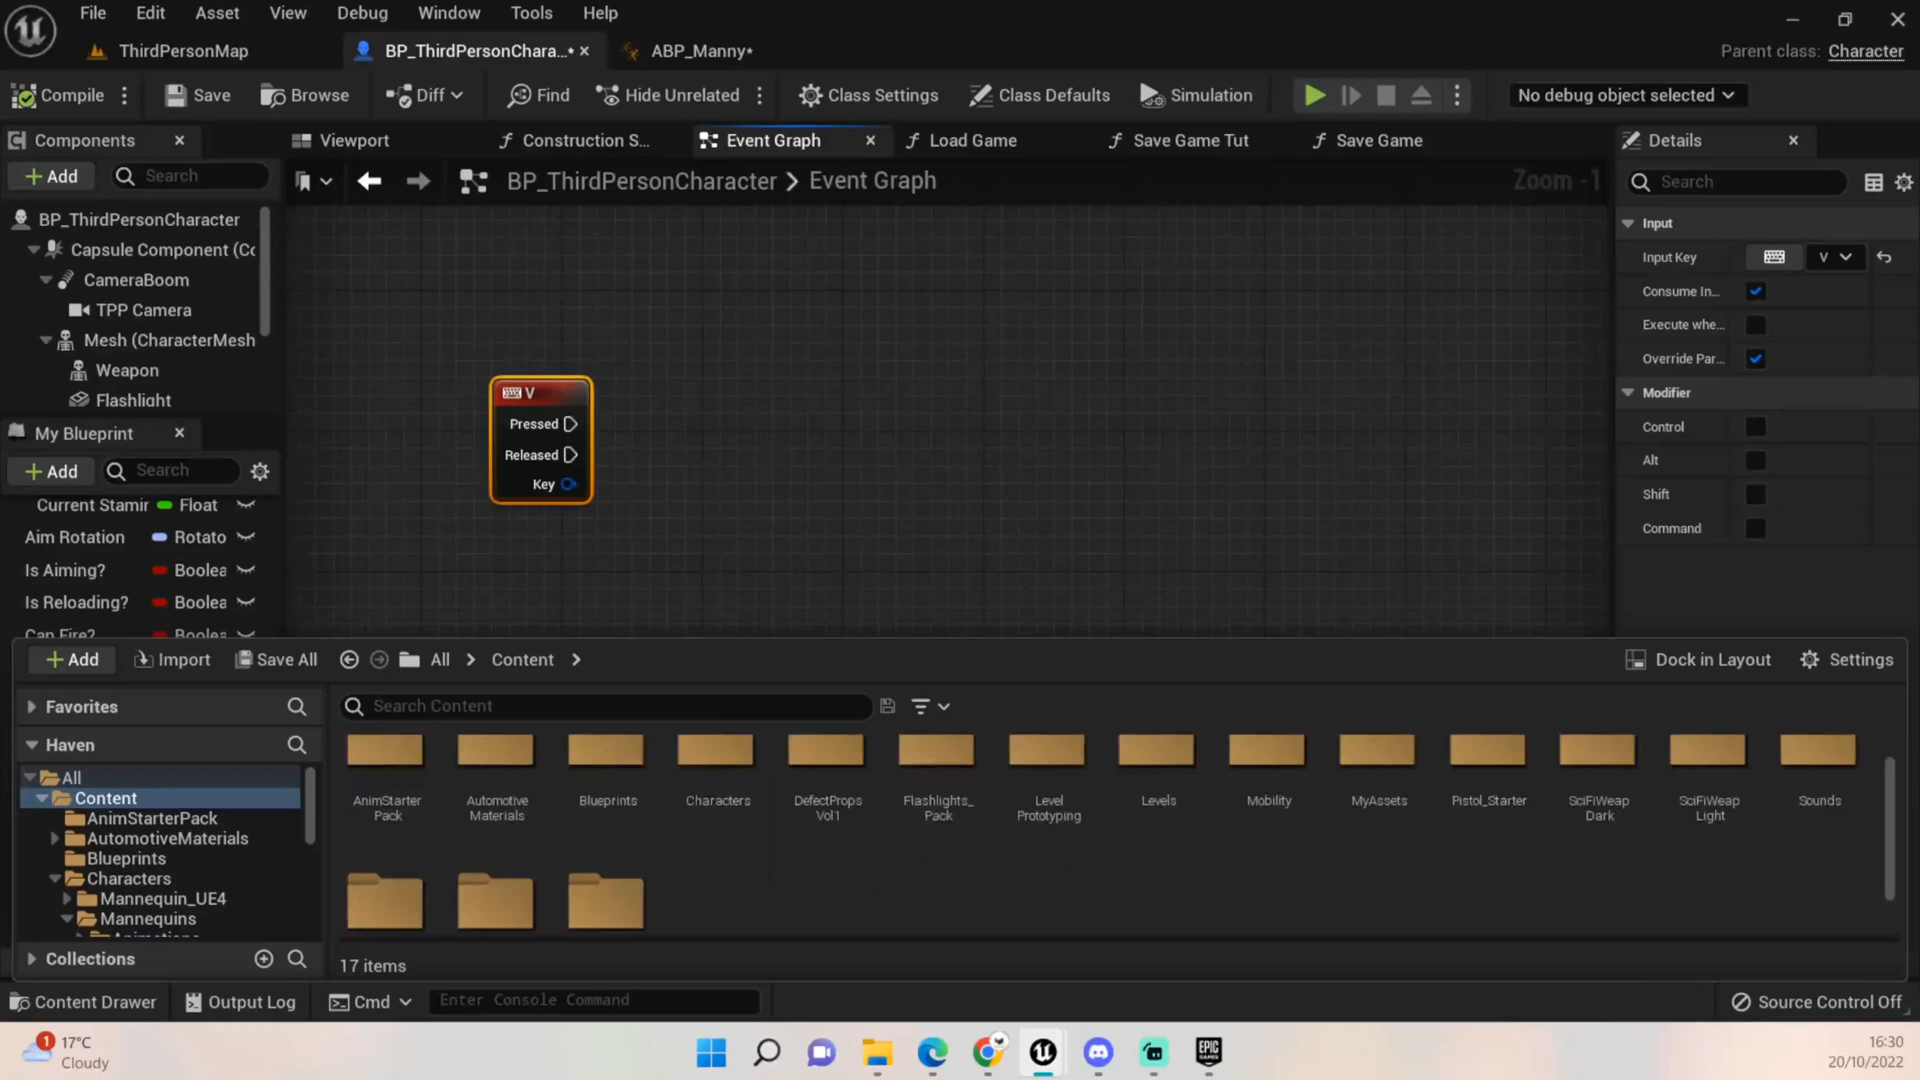 File Edit Asset View Debug Window Tools Help
ThirdPersonMap BP_ThirdPersonChara...* ABP_Manny* Parent class: Character
Compile Save Browse Diff Find Hide Unrelated Class Settings Class Defaults Simulation No debug object selected
Components Viewport Construction S... Event Graph Load Game Save Game Tut Save Game Details
Add Search BP_ThirdPersonCharacter > Event Graph Zoom -1 Search
BP_ThirdPersonCharacter
Capsule Component (Co
CameraBoom
TPP Camera
Mesh (CharacterMesh
Weapon
Flashlight
My Blueprint
Add Search
Current Stamin Float
Aim Rotation Rotato
Is Aiming? Boolea
Is Reloading? Boolea
Can Fire? Boolea
V
Pressed
Released
Key
Input
Input Key V
Consume In...
Execute whe...
Override Par...
Modifier
Control
Alt
Shift
Command
Add Import Save All All > Content > Dock in Layout Settings
Favorites Search Content
Haven
All
Content
AnimStarterPack
AutomotiveMaterials
Blueprints
Characters
Mannequin_UE4
Mannequins
Animations
Collections
AnimStarter Pack
Automotive Materials
Blueprints
Characters
DefectProps Vol1
Flashlights_ Pack
Level Prototyping
Levels
Mobility
MyAssets
Pistol_Starter
SciFiWeap Dark
SciFiWeap Light
Sounds
17 items
Content Drawer Output Log Cmd Enter Console Command Source Control Off
1 17°C
Cloudy
EPIC GAMES
16:30
20/10/2022